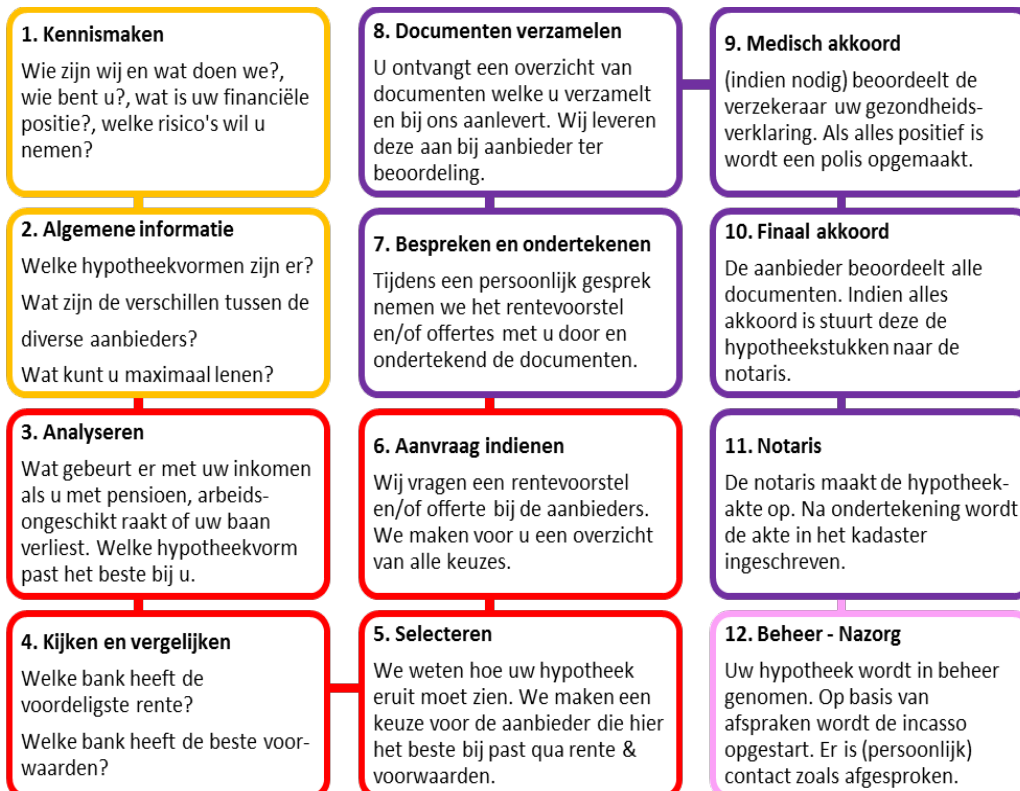 1. Kennismaken
Wie zijn wij en wat doen we?,
wie bent u?, wat is uw financiële
positie?, welke risico's wil u
nemen?
2. Algemene informatie
Welke hypotheekvormen zijn er?
Wat zijn de verschillen tussen de
diverse aanbieders?
Wat kunt u maximaal lenen?
3. Analyseren
Wat gebeurt er met uw inkomen
als u met pensioen, arbeids-
ongeschikt raakt of uw baan
verliest. Welke hypotheekvorm
past het beste bij u.
4. Kijken en vergelijken
Welke bank heeft de
voordeligste rente?
Welke bank heeft de beste voor-
waarden?
5. Selecteren
We weten hoe uw hypotheek
eruit moet zien. We maken een
keuze voor de aanbieder die hier
het beste bij past qua rente &
voorwaarden.
6. Aanvraag indienen
Wij vragen een rentevoorstel
en/of offerte bij de aanbieders.
We maken voor u een overzicht
van alle keuzes.
7. Bespreken en ondertekenen
Tijdens een persoonlijk gesprek
nemen we het rentevoorstel
en/of offertes met u door en
ondertekend de documenten.
8. Documenten verzamelen
U ontvangt een overzicht van
documenten welke u verzamelt
en bij ons aanlevert. Wij leveren
deze aan bij aanbieder ter
beoordeling.
9. Medisch akkoord
(indien nodig) beoordeelt de
verzekeraar uw gezondheids-
verklaring. Als alles positief is
wordt een polis opgemaakt.
10. Finaal akkoord
De aanbieder beoordeelt alle
documenten. Indien alles
akkoord is stuurt deze de
hypotheekstukken naar de
notaris.
11. Notaris
De notaris maakt de hypotheek-
akte op. Na ondertekening wordt
de akte in het kadaster
ingeschreven.
12. Beheer - Nazorg
Uw hypotheek wordt in beheer
genomen. Op basis van
afspraken wordt de incasso
opgestart. Er is (persoonlijk)
contact zoals afgesproken.